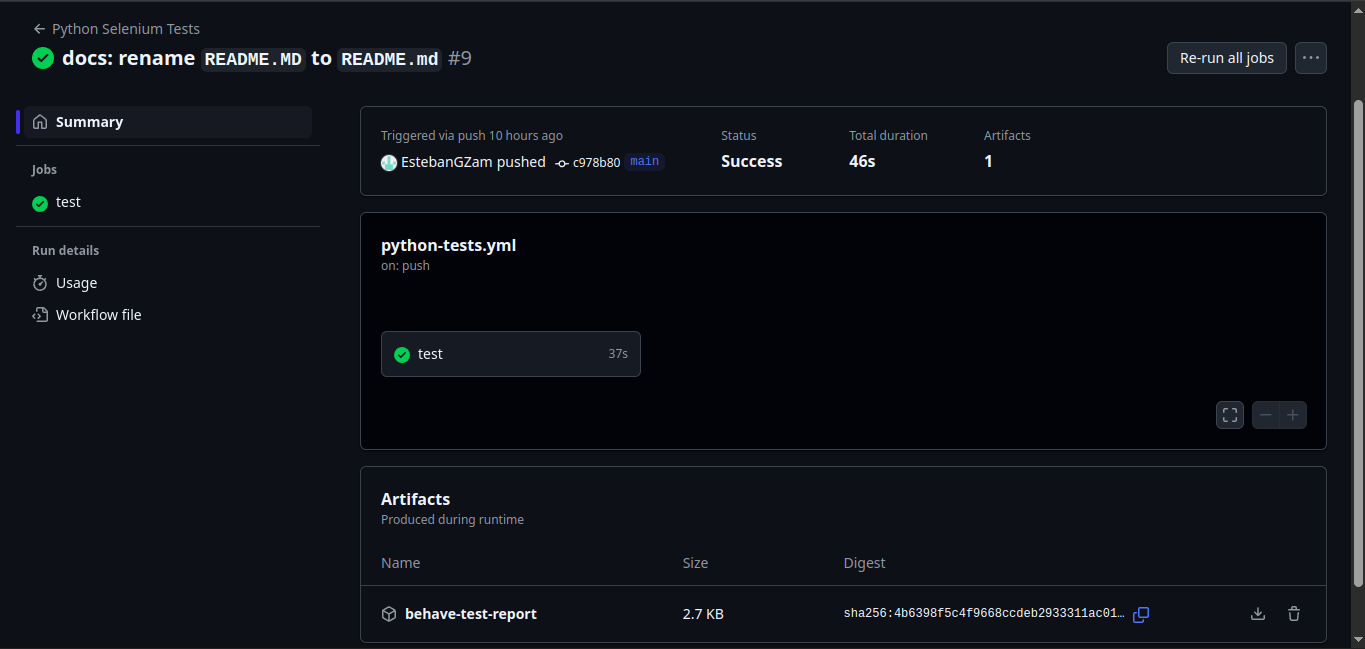 Python Selenium Tests
docs: rename README.MD to README.md #9
Re-run all jobs
Summary
Jobs
test
Run details
Usage
Workflow file
Triggered via push 10 hours ago
EstebanGZam pushed c978b80 main
Status
Success
Total duration
46s
Artifacts
1
python-tests.yml
on: push
test 37s
Artifacts
Produced during runtime
Name Size Digest
behave-test-report 2.7 KB sha256:4b6398f5c4f9668ccdeb2933311ac01…